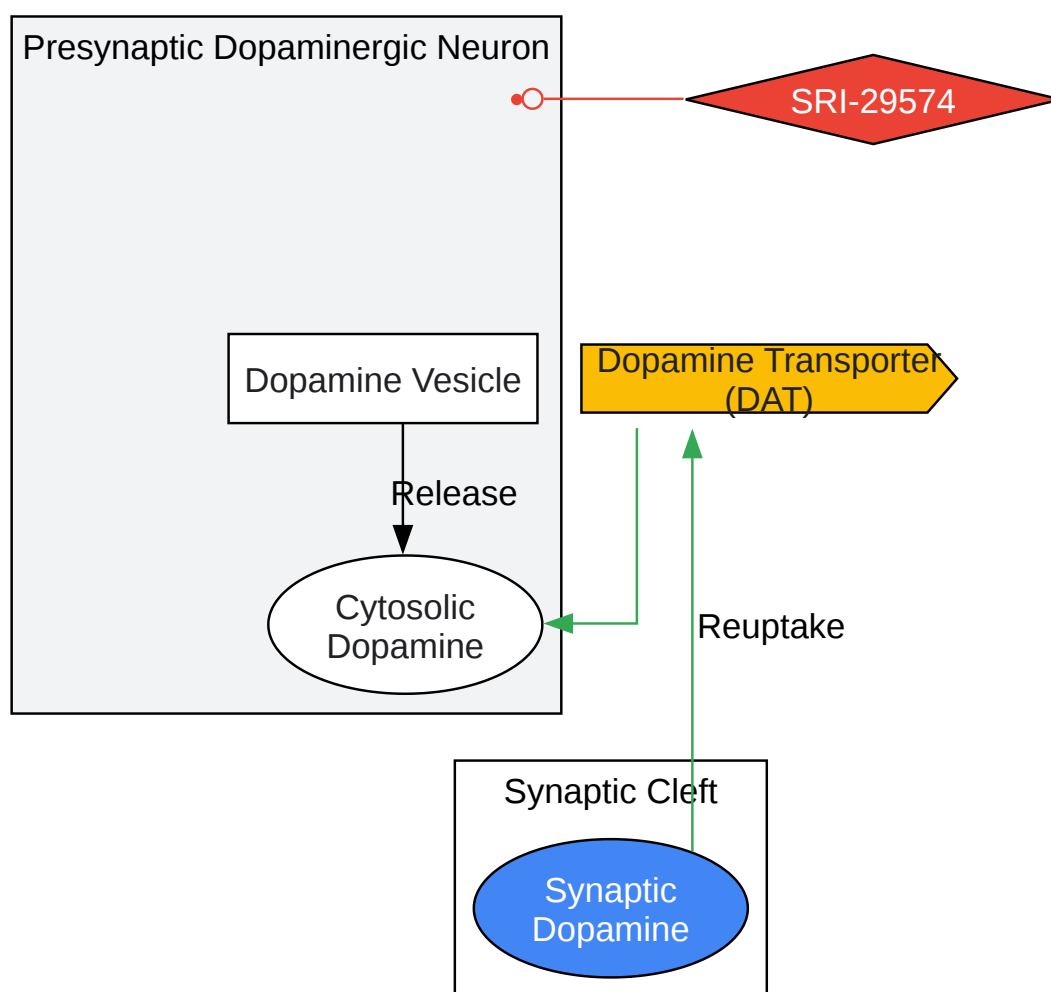 Presynaptic Dopaminergic Neuron
SRI-29574
Dopamine Vesicle
Dopamine Transporter
(DAT)
Release
Cytosolic
Dopamine
Reuptake
Synaptic Cleft
Synaptic
Dopamine